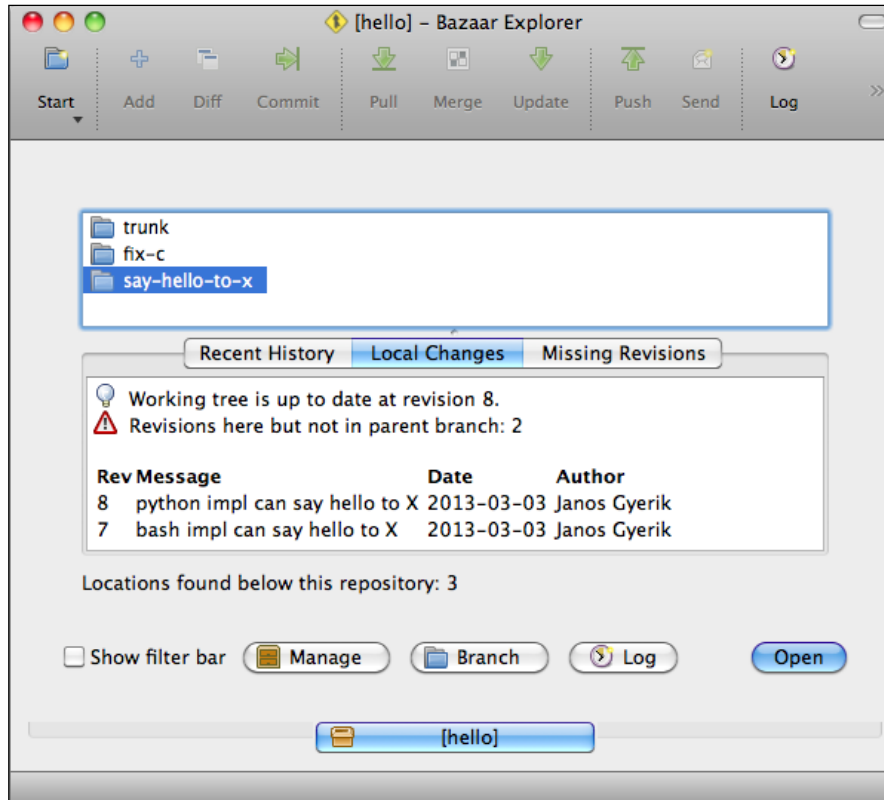 [hello] – Bazaar Explorer
Start Add Diff Commit Pull Merge Update Push Send Log »
trunk
fix-c
say-hello-to-x
Recent History Local Changes Missing Revisions
Working tree is up to date at revision 8.
Revisions here but not in parent branch: 2
Rev Message Date Author
8 python impl can say hello to X 2013-03-03 Janos Gyerik
7 bash impl can say hello to X 2013-03-03 Janos Gyerik
Locations found below this repository: 3
Show filter bar Manage Branch Log Open
[hello]